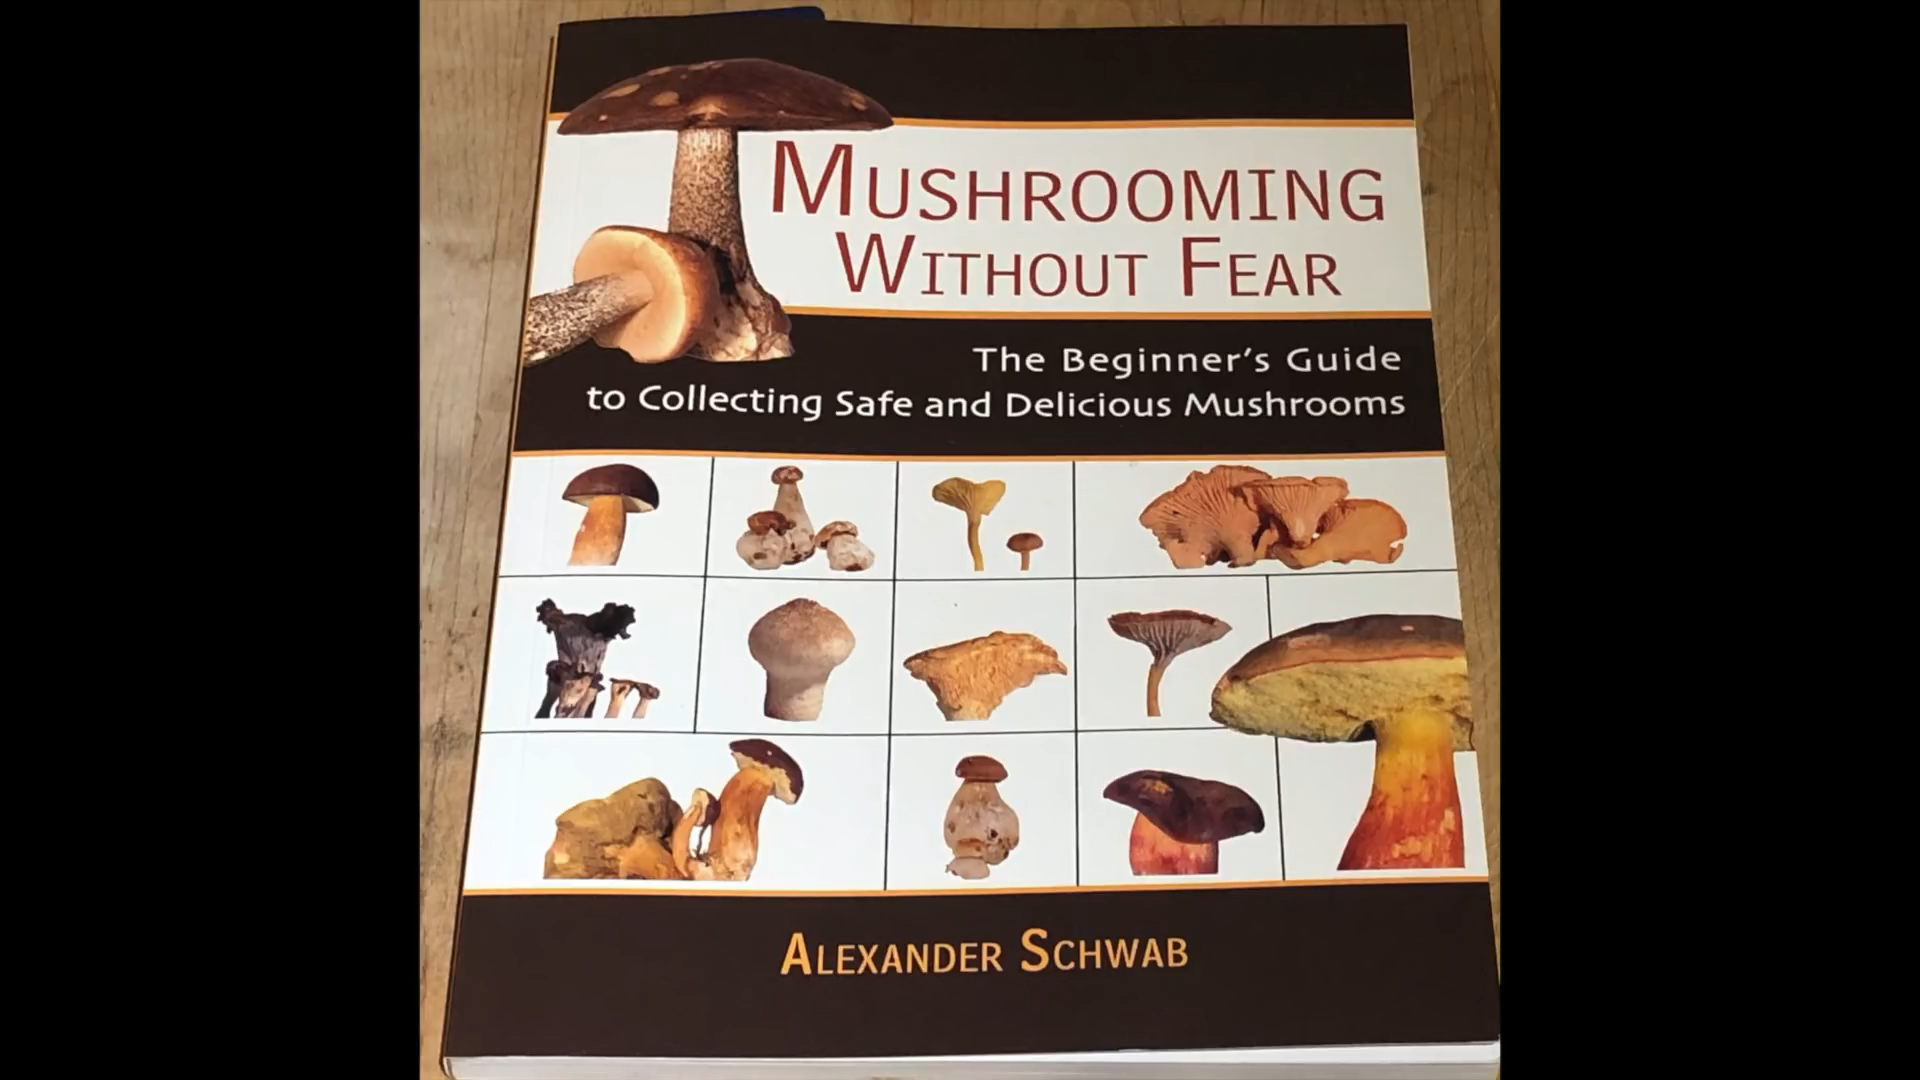 MUSHROOMING
WITHOUT FEAR
The Beginner's Guide
to Collecting Safe and Delicious Mushrooms
ALEXANDER SCHWAB